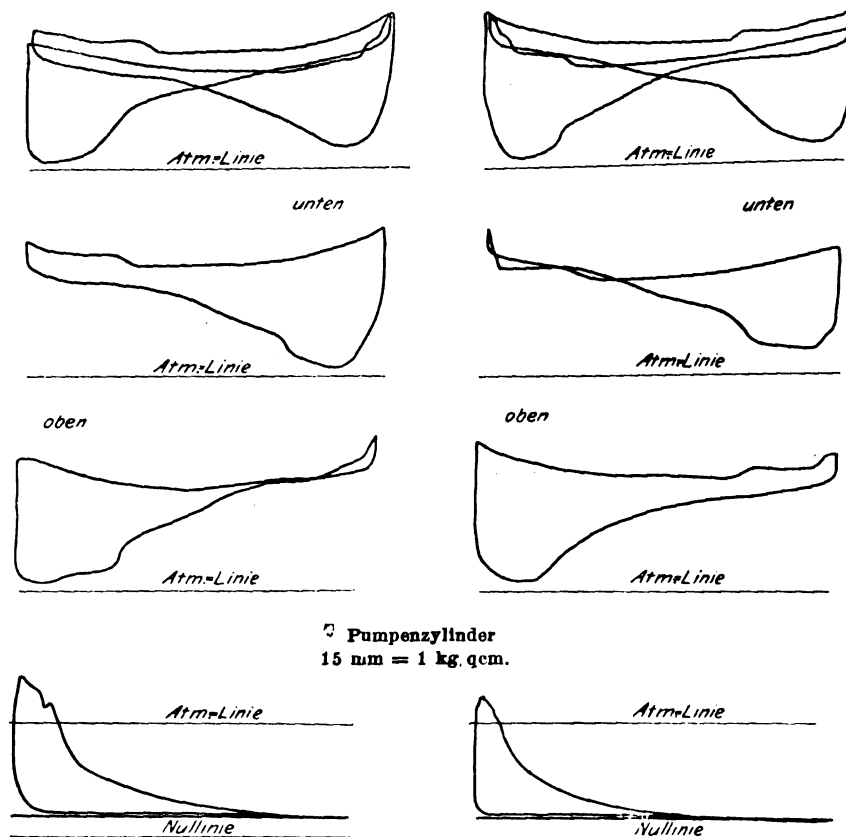 Atm.=Linie Atm.=Linie
unten unten
Atm.=Linie Atm.=Linie
oben oben
Atm.=Linie Atm.=Linie
Pumpenzylinder
15 mm = 1 kg, qcm.
Atm.=Linie Atm.=Linie
Nullinie Nullinie